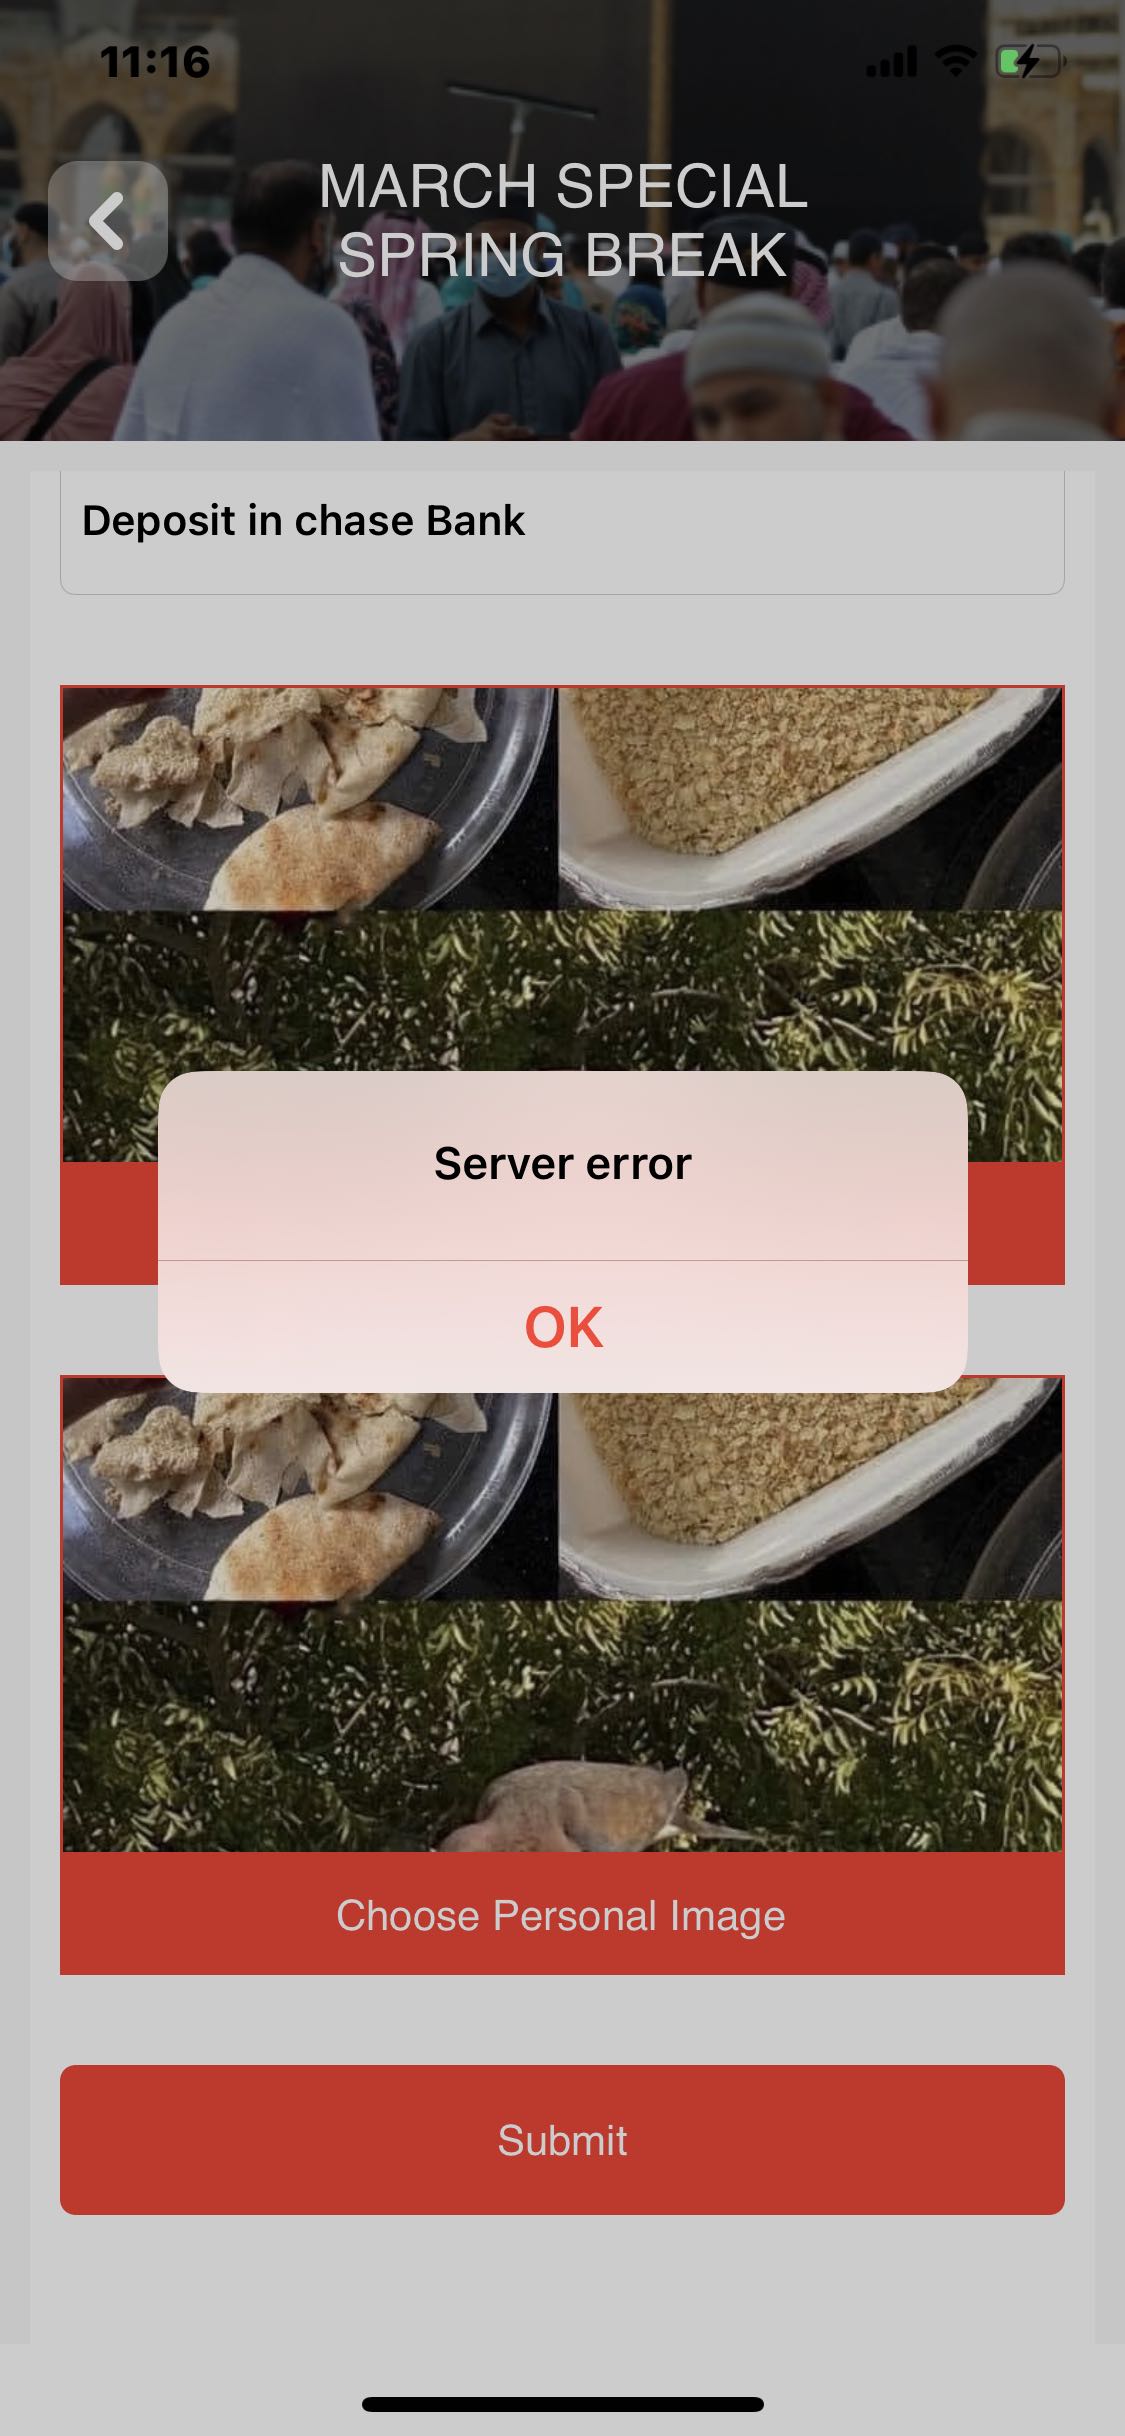 11:16
MARCH SPECIAL
SPRING BREAK
Deposit in chase Bank
Server error
OK
Choose Personal Image
Submit